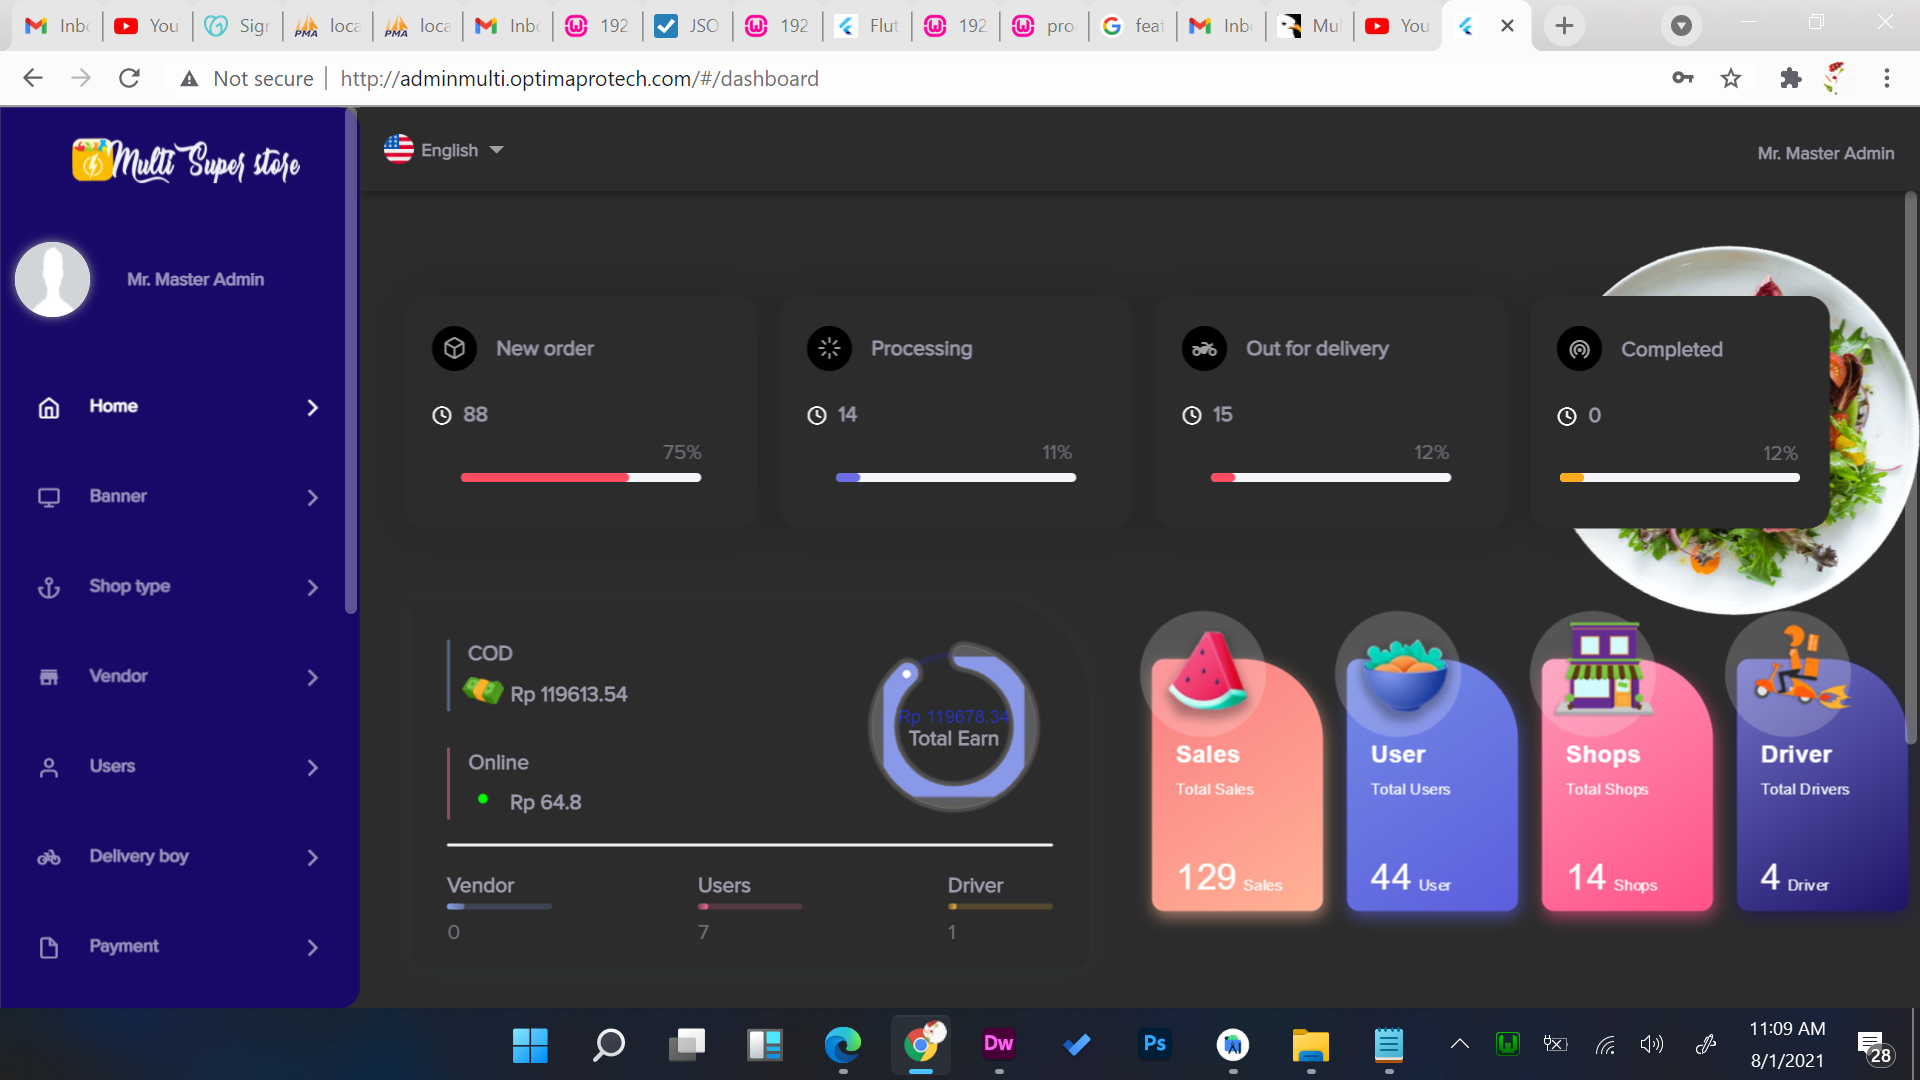 Inbo
You
Sign
loca
loca
Inbo
192
JSO
192
Flut
192
pro
feat
Inbo
Mul
You
Not secure
http://adminmulti.optimaprotech.com/#/dashboard
Multi Super store
English
Mr. Master Admin
Mr. Master Admin
Home
Banner
Shop type
Vendor
Users
Delivery boy
Payment
New order
88
75%
Processing
14
11%
Out for delivery
15
12%
Completed
0
12%
COD
Rp 119613.54
Online
Rp 64.8
Rp 119678.34
Total Earn
Vendor
0
Users
7
Driver
1
Sales
Total Sales
129 Sales
User
Total Users
44 User
Shops
Total Shops
14 Shops
Driver
Total Drivers
4 Driver
Dw
Ps
11:09 AM
8/1/2021
28